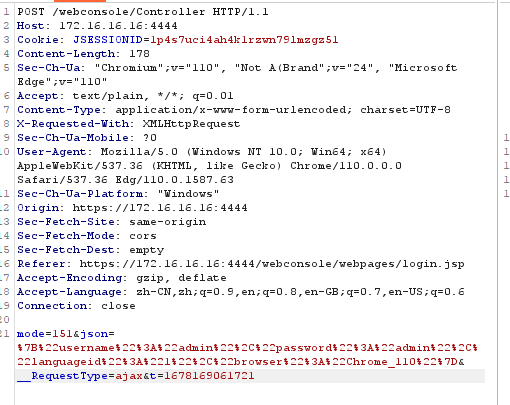 1 POST /webconsole/Controller HTTP/1.1
2 Host: 172.16.16.16:4444
3 Cookie: JSESSIONID=1p4s7uci4ah4k1rzwn791mzgz51
4 Content-Length: 178
5 Sec-Ch-Ua: "Chromium";v="110", "Not A(Brand";v="24", "Microsoft
Edge";v="110"
6 Accept: text/plain, */*; q=0.01
7 Content-Type: application/x-www-form-urlencoded; charset=UTF-8
8 X-Requested-With: XMLHttpRequest
9 Sec-Ch-Ua-Mobile: ?0
10 User-Agent: Mozilla/5.0 (Windows NT 10.0; Win64; x64)
AppleWebKit/537.36 (KHTML, like Gecko) Chrome/110.0.0.0
Safari/537.36 Edg/110.0.1587.63
11 Sec-Ch-Ua-Platform: "Windows"
12 Origin: https://172.16.16.16:4444
13 Sec-Fetch-Site: same-origin
14 Sec-Fetch-Mode: cors
15 Sec-Fetch-Dest: empty
16 Referer: https://172.16.16.16:4444/webconsole/webpages/login.jsp
17 Accept-Encoding: gzip, deflate
18 Accept-Language: zh-CN,zh;q=0.9,en;q=0.8,en-GB;q=0.7,en-US;q=0.6
19 Connection: close
20
21 mode=151&json=
%7B%22username%22%3A%22admin%22%2C%22password%22%3A%22admin%22%2C%
22languageid%22%3A%221%22%2C%22browser%22%3A%22Chrome_110%22%7D&
__RequestType=ajax&t=1678169061721